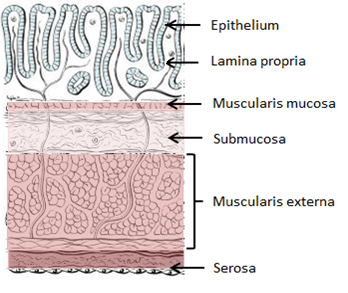 Epithelium
Lamina propria
Muscularis mucosa
Submucosa
Muscularis externa
Serosa